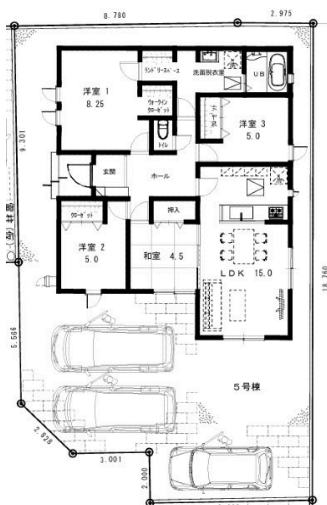 8.780
2.975
ランドリースペース
洗面脱衣室
UB
洋室 1
8.25
ウォークイン
クローゼット
洋室 3
5.0
9.301
トイレ
玄関
ホール
クローゼット
押入
洋室 2
5.0
和室 4.5
LDK 15.0
18.760
5.566
5号棟
2.828
3.001
2.000